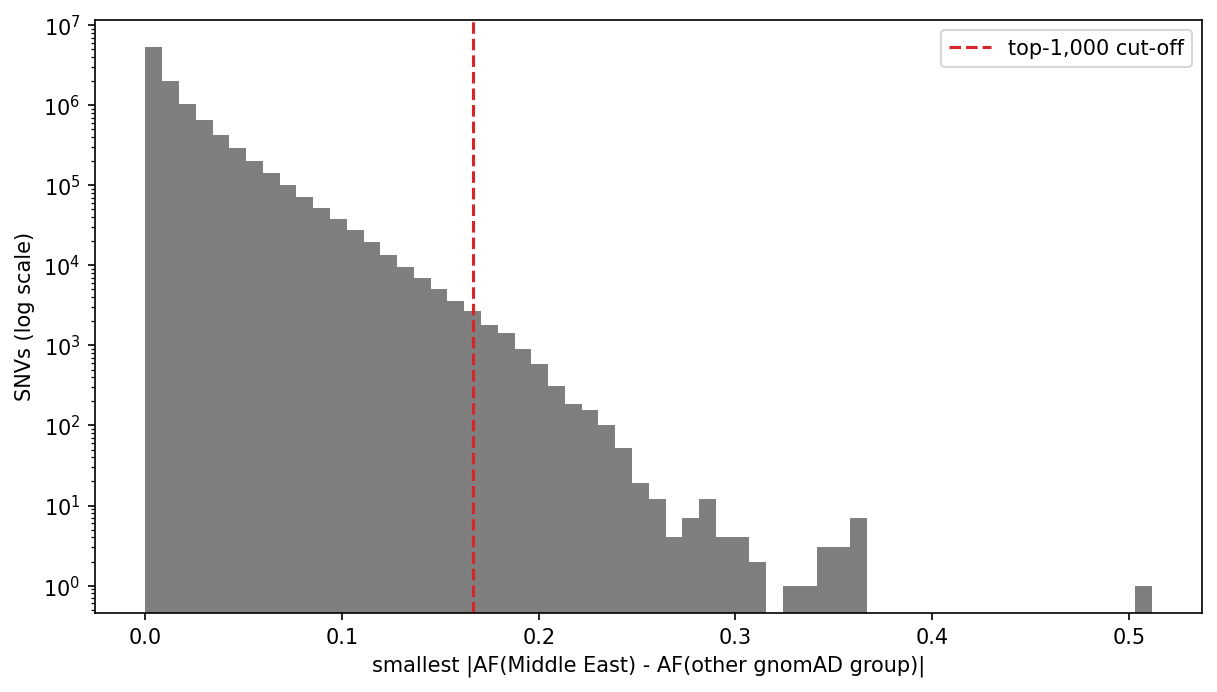 top-1,000 cut-off
SNVs (log scale)
10⁷
10⁶
10⁵
10⁴
10³
10²
10¹
10⁰
0.0 0.1 0.2 0.3 0.4 0.5
smallest |AF(Middle East) - AF(other gnomAD group)|